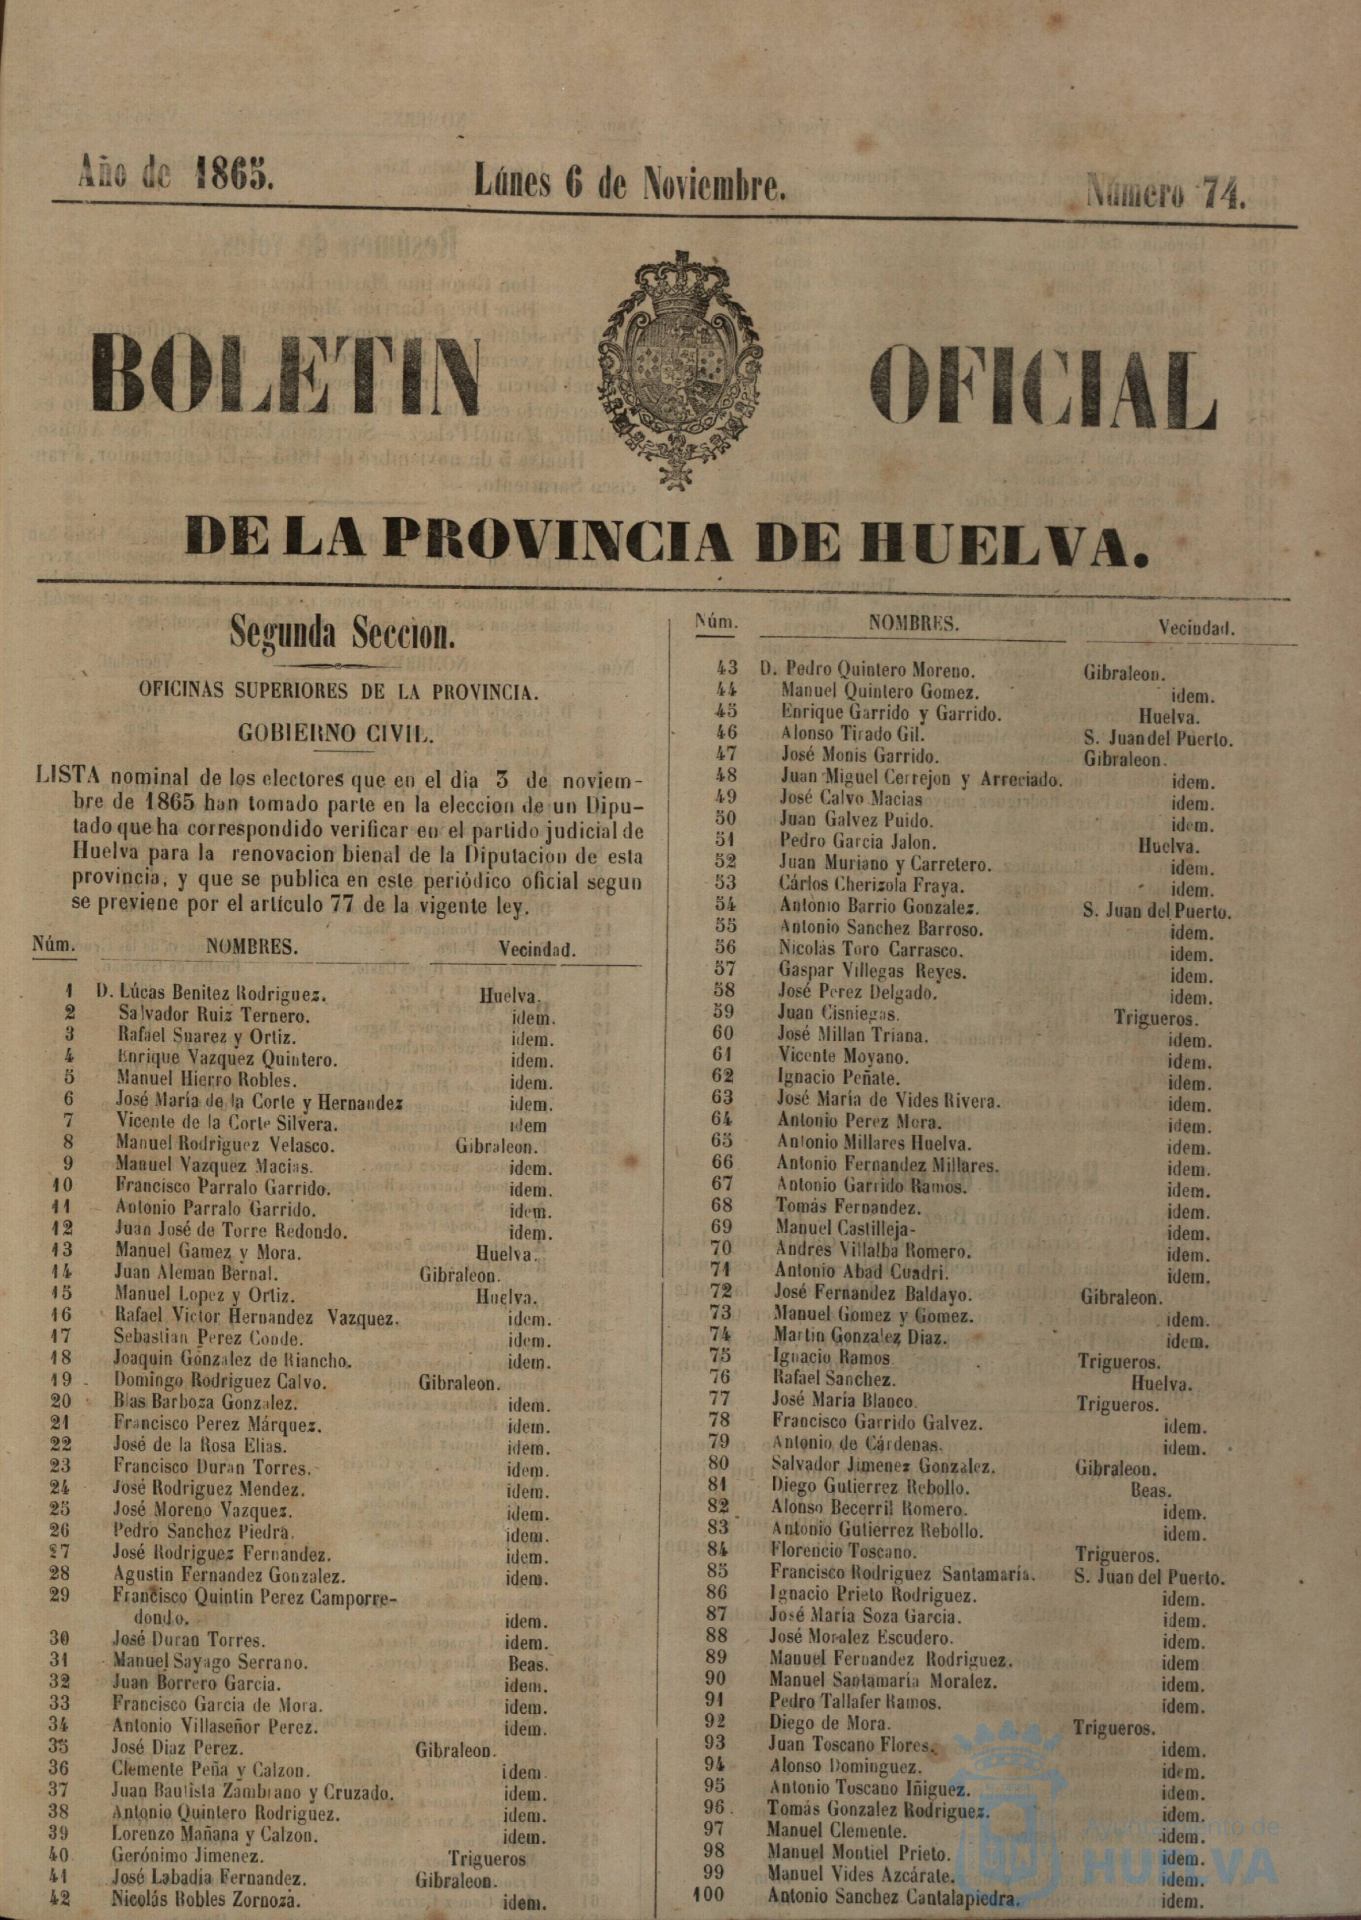 Año de 1865.
Lúnes 6 de Noviembre.
Número 74.
BOLETIN OFICIAL
DE LA PROVINCIA DE HUELVA.
Segunda Seccion.
OFICINAS SUPERIORES DE LA PROVINCIA.
GOBIERNO CIVIL.
LISTA nominal de los electores que en el dia 3 de noviem-
bre de 1865 han tomado parte en la eleccion de un Dipu-
tado que ha correspondido verificar en el partido judicial de
Huelva para la renovacion bienal de la Diputacion de esta
provincia, y que se publica en este periódico oficial segun
se previene por el artículo 77 de la vigente ley.
Núm. NOMBRES. Vecindad.
1 D. Lúcas Benitez Rodriguez. Huelva.
2 Salvador Ruiz Ternero. idem.
3 Rafael Suarez y Ortiz. idem.
4 Enrique Vazquez Quintero. idem.
5 Manuel Hierro Robles. idem.
6 José María de la Corte y Hernandez idem.
7 Vicente de la Corte Silvera. idem
8 Manuel Rodriguez Velasco. Gibraleon.
9 Manuel Vazquez Macias. idem.
10 Francisco Parralo Garrido. idem.
11 Antonio Parralo Garrido. idem.
12 Juan José de Torre Redondo. idem.
13 Manuel Gamez y Mora. Huelva.
14 Juan Aleman Bernal. Gibraleon.
15 Manuel Lopez y Ortiz. Huelva.
16 Rafael Victor Hernandez Vazquez. idem.
17 Sebastian Perez Conde. idem.
18 Joaquin Gónzalez de Riancho. idem.
19 Domingo Rodriguez Calvo. Gibraleon.
20 Blas Barboza Gonzalez. idem.
21 Francisco Perez Márquez. idem.
22 José de la Rosa Elias. idem.
23 Francisco Duran Torres. idem.
24 José Rodriguez Mendez. idem.
25 José Moreno Vazquez. idem.
26 Pedro Sanchez Piedra. idem.
27 José Rodriguez Fernandez. idem.
28 Agustin Fernandez Gonzalez. idem.
29 Francisco Quintin Perez Camporre-
dondo. idem.
30 José Duran Torres. idem.
31 Manuel Sayago Serrano. Beas.
32 Juan Borrero Garcia. idem.
33 Francisco Garcia de Mora. idem.
34 Antonio Villaseñor Perez. idem.
35 José Diaz Perez. Gibraleon.
36 Clemente Peña y Calzon. idem.
37 Juan Bautista Zambrano y Cruzado. idem.
38 Antonio Quintero Rodriguez. idem.
39 Lorenzo Mañana y Calzon. idem.
40 Gerónimo Jimenez. Trigueros
41 José Labadía Fernandez. Gibraleon.
42 Nicolás Robles Zornoza. idem.
Núm. NOMBRES. Vecindad.
43 D. Pedro Quintero Moreno. Gibraleon.
44 Manuel Quintero Gomez. idem.
45 Enrique Garrido y Garrido. Huelva.
46 Alonso Tirado Gil. S. Juan del Puerto.
47 José Monis Garrido. Gibraleon.
48 Juan Miguel Cerrejon y Arreciado. idem.
49 José Calvo Macias idem.
50 Juan Galvez Puido. idem.
51 Pedro Garcia Jalon. Huelva.
52 Juan Muriano y Carretero. idem.
53 Cárlos Cherizola Fraya. idem.
54 Antonio Barrio Gonzalez. S. Juan del Puerto.
55 Antonio Sanchez Barroso. idem.
56 Nicolás Toro Carrasco. idem.
57 Gaspar Villegas Reyes. idem.
58 José Perez Delgado. idem.
59 Juan Cisniegas. Trigueros.
60 José Millan Triana. idem.
61 Vicente Moyano. idem.
62 Ignacio Peñate. idem.
63 José María de Vides Rivera. idem.
64 Antonio Perez Mora. idem.
65 Antonio Millares Huelva. idem.
66 Antonio Fernandez Millares. idem.
67 Antonio Garrido Ramos. idem.
68 Tomás Fernandez. idem.
69 Manuel Castilleja- idem.
70 Andres Villalba Romero. idem.
71 Antonio Abad Cuadri. idem.
72 José Fernandez Baldayo. Gibraleon.
73 Manuel Gomez y Gomez. idem.
74 Martin Gonzalez Diaz. idem.
75 Ignacio Ramos Trigueros.
76 Rafael Sanchez. Huelva.
77 José María Blanco. Trigueros.
78 Francisco Garrido Galvez. idem.
79 Antonio de Cárdenas. idem.
80 Salvador Jimenez Gonzalez. Gibraleon.
81 Diego Gutierrez Rebollo. Beas.
82 Alonso Becerril Romero. idem.
83 Antonio Gutierrez Rebollo. idem.
84 Florencio Toscano. Trigueros.
85 Francisco Rodriguez Santamaría. S. Juan del Puerto.
86 Ignacio Prieto Rodriguez. idem.
87 José María Soza Garcia. idem.
88 José Moralez Escudero. idem.
89 Manuel Fernandez Rodriguez. idem
90 Manuel Santamaría Moralez. idem.
91 Pedro Tallafer Ramos. idem.
92 Diego de Mora. Trigueros.
93 Juan Toscano Flores. idem.
94 Alonso Dominguez. idem.
95 Antonio Toscano Iñiguez. idem.
96 Tomás Gonzalez Rodriguez. idem.
97 Manuel Clemente. idem.
98 Manuel Montiel Prieto. idem.
99 Manuel Vides Azcárate. idem.
100 Antonio Sanchez Cantalapiedra. idem.
Ayuntamiento de
HUELVA